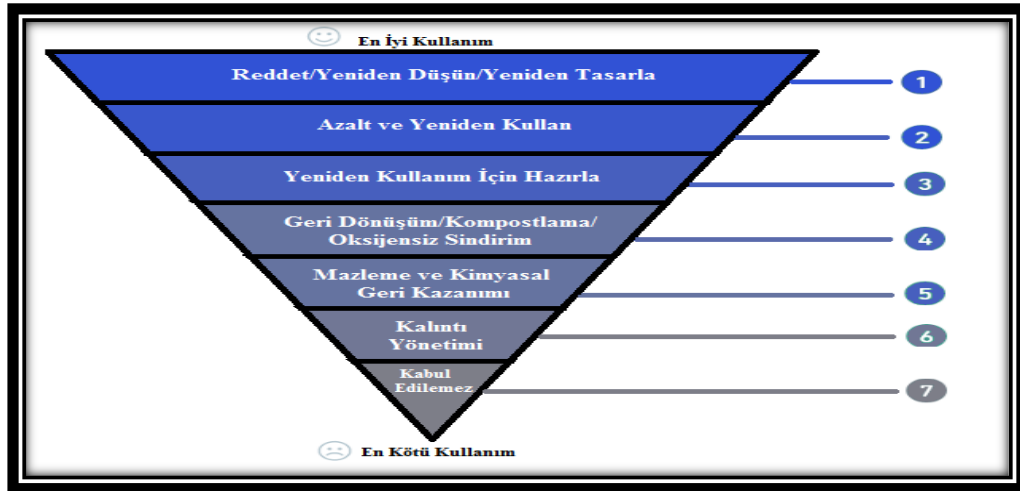 En İyi Kullanım
Reddet/Yeniden Düşün/Yeniden Tasarla
1
Azalt ve Yeniden Kullan
2
Yeniden Kullanım İçin Hazırla
3
Geri Dönüşüm/Kompostlama/
Oksijensiz Sindirim
4
Mazleme ve Kimyasal
Geri Kazanımı
5
Kalıntı
Yönetimi
6
Kabul
Edilemez
7
En Kötü Kullanım